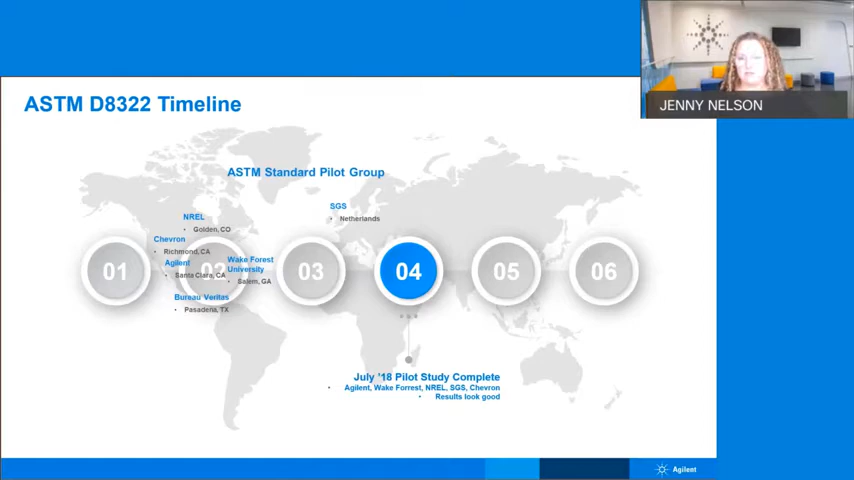 JENNY NELSON
ASTM D8322 Timeline
ASTM Standard Pilot Group
SGS
• Netherlands
NREL
• Golden, CO
Chevron
• Richmond, CA
Agilent
• Santa Clara, CA
Wake Forest
University
• Salem, GA
Bureau Veritas
• Pasadena, TX
01
02
03
04
05
06
July '18 Pilot Study Complete
• Agilent, Wake Forrest, NREL, SGS, Chevron
• Results look good
Agilent